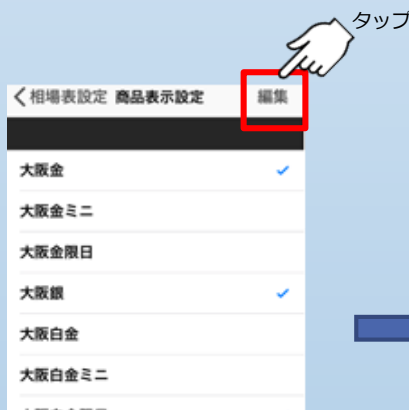 タップ
相場表設定 商品表示設定 編集
大阪金
大阪金ミニ
大阪金限日
大阪銀
大阪白金
大阪白金ミニ